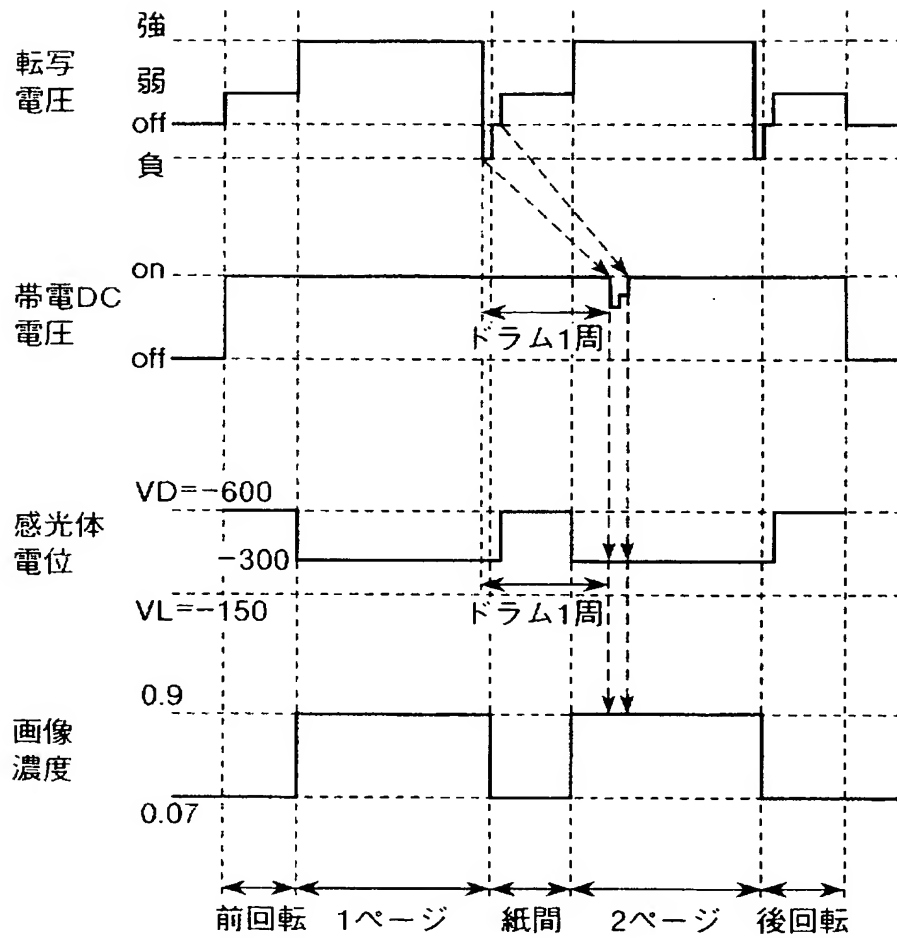 強
転写
電圧
弱
off
負
on
帯電DC
電圧
ドラム1周
off
VD=−600
感光体
電位
−300
VL=−150
ドラム1周
0.9
画像
濃度
0.07
前回転 1ページ 紙間 2ページ 後回転